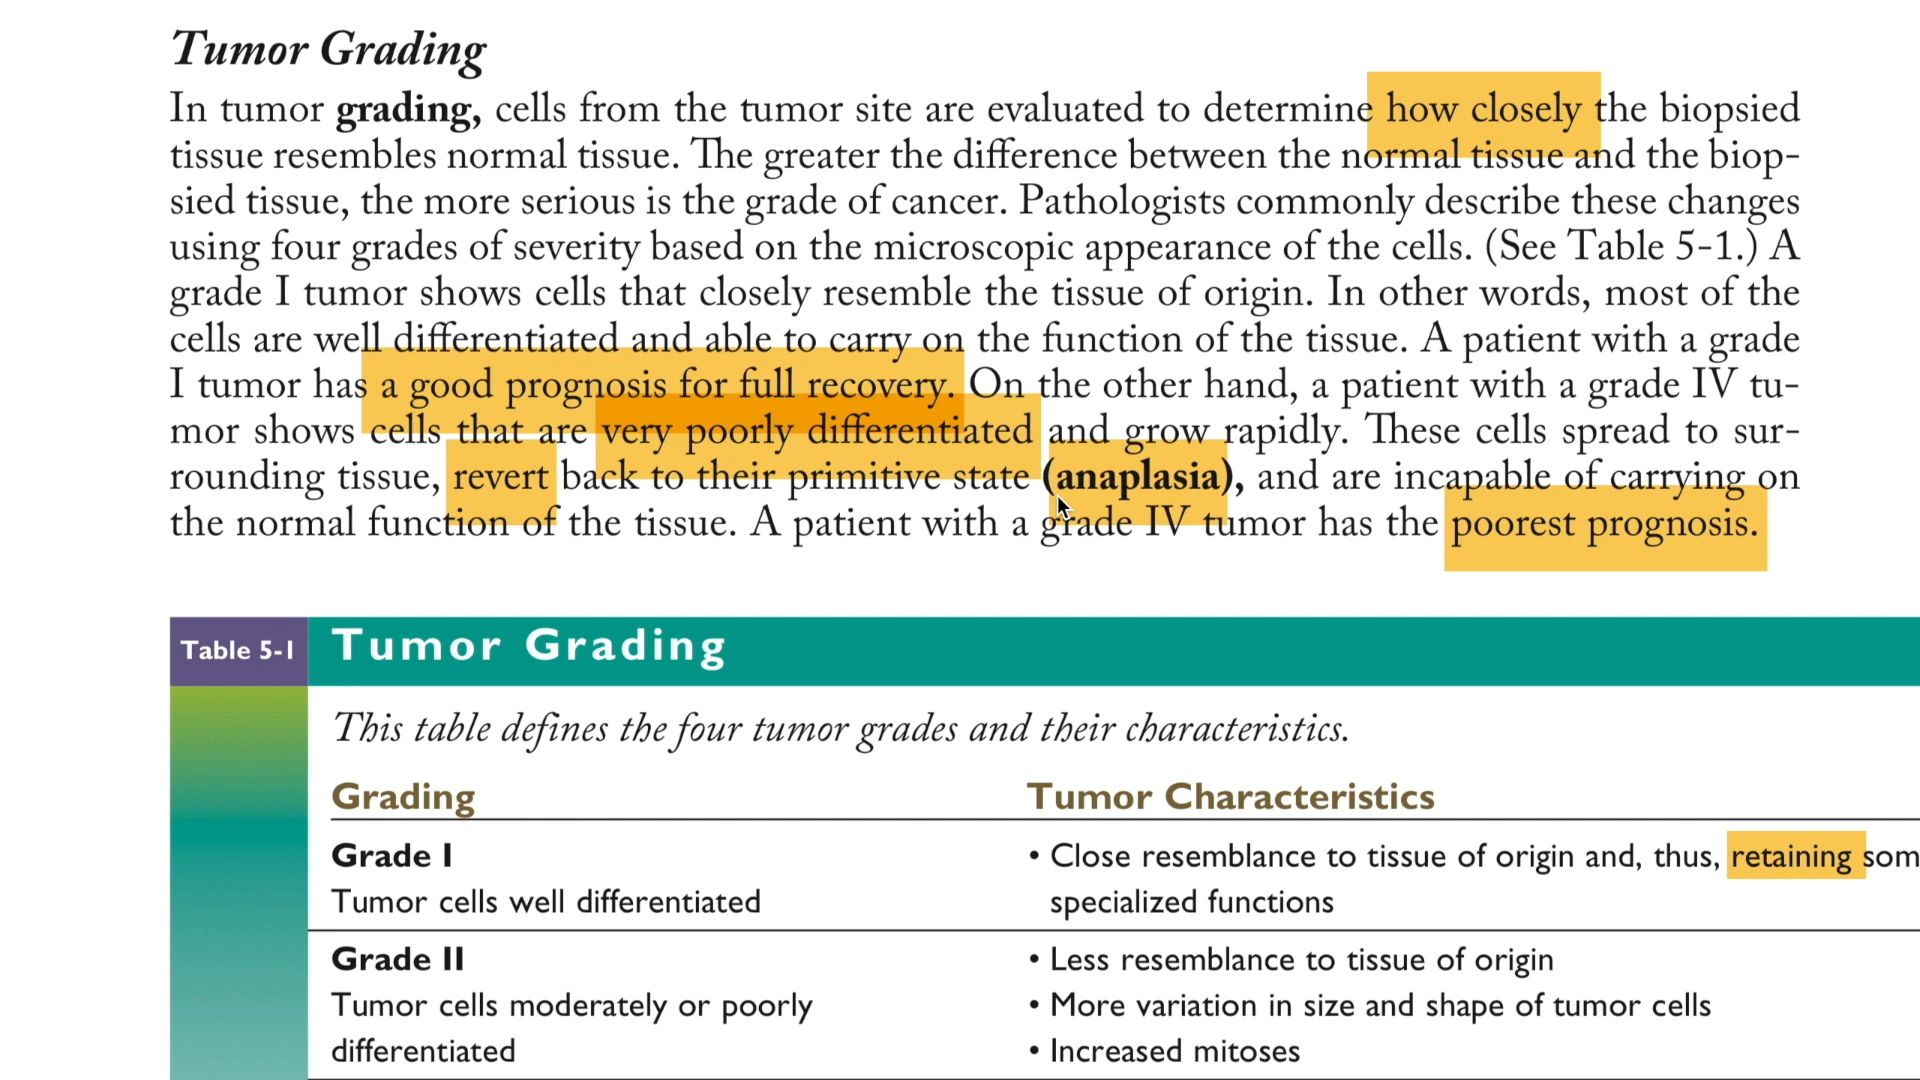 Tumor Grading
In tumor grading, cells from the tumor site are evaluated to determine how closely the biopsied
tissue resembles normal tissue. The greater the difference between the normal tissue and the biop-
sied tissue, the more serious is the grade of cancer. Pathologists commonly describe these changes
using four grades of severity based on the microscopic appearance of the cells. (See Table 5-1.) A
grade I tumor shows cells that closely resemble the tissue of origin. In other words, most of the
cells are well differentiated and able to carry on the function of the tissue. A patient with a grade
I tumor has a good prognosis for full recovery. On the other hand, a patient with a grade IV tu-
mor shows cells that are very poorly differentiated and grow rapidly. These cells spread to sur-
rounding tissue, revert back to their primitive state (anaplasia), and are incapable of carrying on
the normal function of the tissue. A patient with a grade IV tumor has the poorest prognosis.
Table 5-1 Tumor Grading
This table defines the four tumor grades and their characteristics.
Grading Tumor Characteristics
Grade I • Close resemblance to tissue of origin and, thus, retaining som
Tumor cells well differentiated specialized functions
Grade II • Less resemblance to tissue of origin
Tumor cells moderately or poorly • More variation in size and shape of tumor cells
differentiated • Increased mitoses